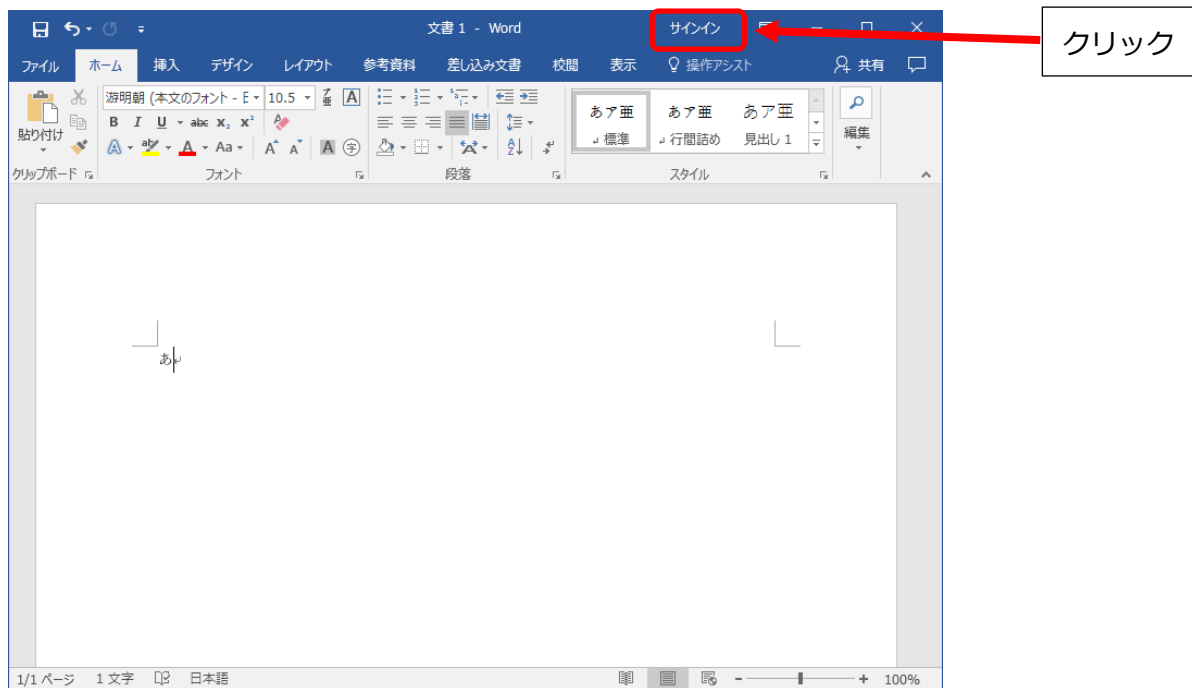 文書 1 - Word
サインイン
クリック
ファイル ホーム 挿入 デザイン レイアウト 参考資料 差し込み文書 校閲 表示 操作アシスト 共有
游明朝 (本文のフォント - E 10.5
ア亜 A
貼り付け
B I U abc X₂ X²
A aby A Aa A A A 字
A Z
あア亜 あア亜 あア亜
標準 行間詰め 見出し 1
編集
クリップボード フォント 段落 スタイル
あ
1/1 ページ 1 文字 日本語 100%